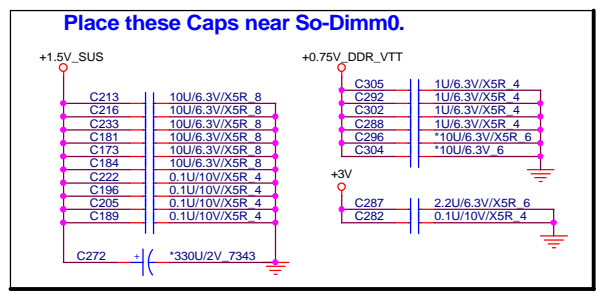 Place these Caps near So-Dimm0.
+1.5V_SUS
C213 10U/6.3V/X5R_8
C216 10U/6.3V/X5R_8
C233 10U/6.3V/X5R_8
C181 10U/6.3V/X5R_8
C173 10U/6.3V/X5R_8
C184 10U/6.3V/X5R_8
C222 0.1U/10V/X5R_4
C196 0.1U/10V/X5R_4
C205 0.1U/10V/X5R_4
C189 0.1U/10V/X5R_4
C272 + *330U/2V_7343
+0.75V_DDR_VTT
C305 1U/6.3V/X5R_4
C292 1U/6.3V/X5R_4
C302 1U/6.3V/X5R_4
C288 1U/6.3V/X5R_4
C296 *10U/6.3V/X5R_6
C304 *10U/6.3V_6
+3V
C287 2.2U/6.3V/X5R_6
C282 0.1U/10V/X5R_4